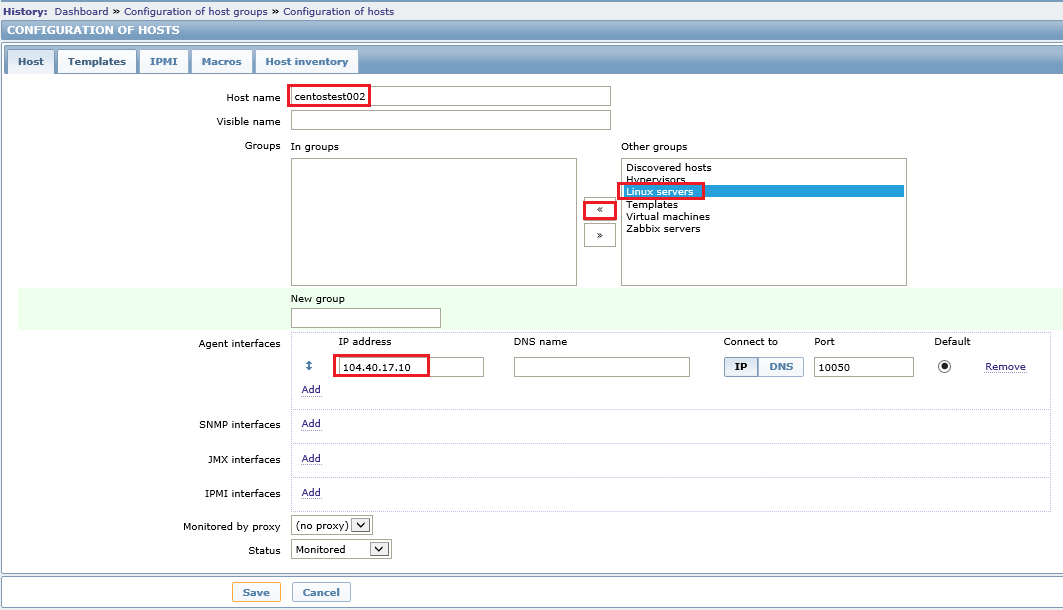 History: Dashboard » Configuration of host groups » Configuration of hosts
CONFIGURATION OF HOSTS
Host Templates IPMI Macros Host inventory
Host name centostest002
Visible name
Groups In groups Other groups
Discovered hosts
Hypervisors
Linux servers
«
Templates
Virtual machines
Zabbix servers
»
New group
Agent interfaces IP address DNS name Connect to Port Default
104.40.17.10 IP DNS 10050 Remove
Add
SNMP interfaces Add
JMX interfaces Add
IPMI interfaces Add
Monitored by proxy (no proxy)
Status Monitored
Save Cancel